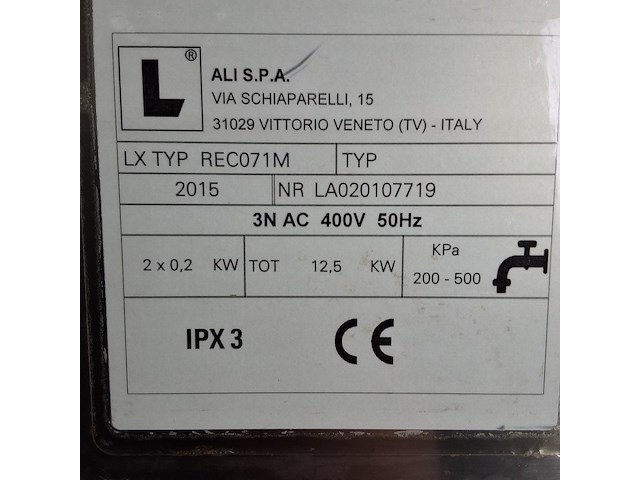 L ®
ALI S.P.A.
VIA SCHIAPARELLI, 15
31029 VITTORIO VENETO (TV) - ITALY
LX TYP REC071M TYP
2015 NR LA020107719
3N AC 400V 50Hz
2 x 0,2 KW TOT 12,5 KW KPa
200 - 500
IPX 3 CE